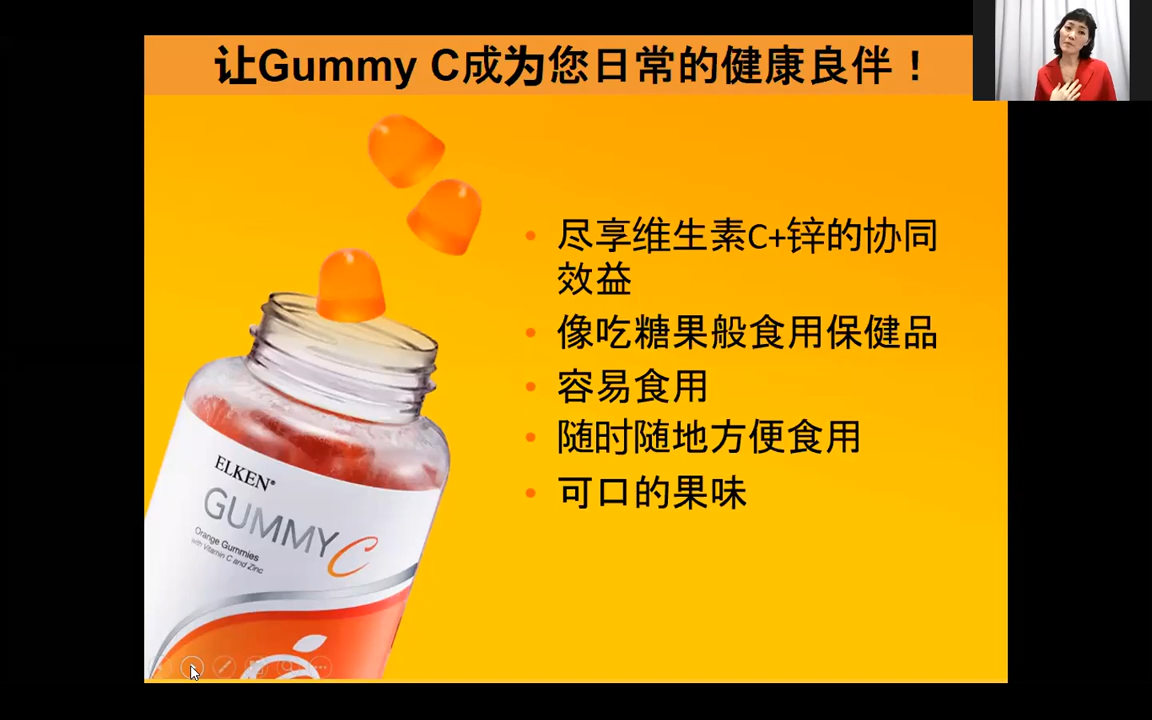 让Gummy C成为您日常的健康良伴！
• 尽享维生素C+锌的协同
效益
• 像吃糖果般食用保健品
• 容易食用
• 随时随地方便食用
• 可口的果味
ELKEN®
GUMMY C
Orange Gummies
with Vitamin C and Zinc